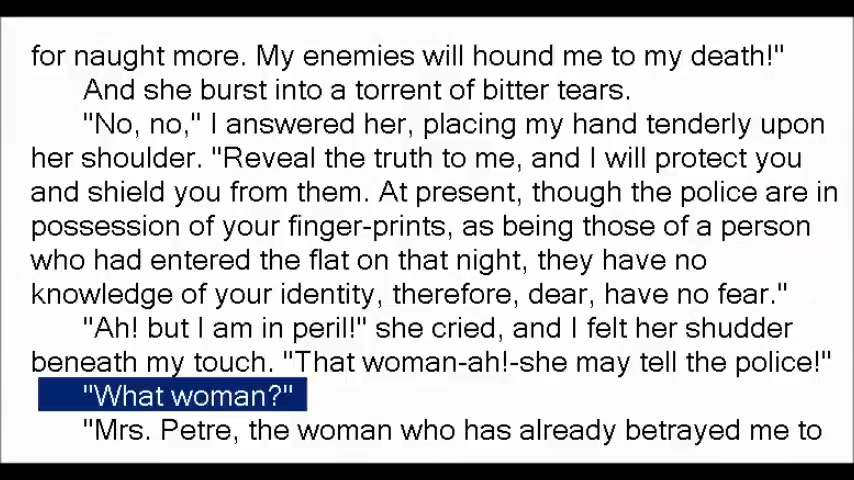 for naught more. My enemies will hound me to my death!"
And she burst into a torrent of bitter tears.
"No, no," I answered her, placing my hand tenderly upon
her shoulder. "Reveal the truth to me, and I will protect you
and shield you from them. At present, though the police are in
possession of your finger-prints, as being those of a person
who had entered the flat on that night, they have no
knowledge of your identity, therefore, dear, have no fear."
"Ah! but I am in peril!" she cried, and I felt her shudder
beneath my touch. "That woman-ah!-she may tell the police!"
"What woman?"
"Mrs. Petre, the woman who has already betrayed me to